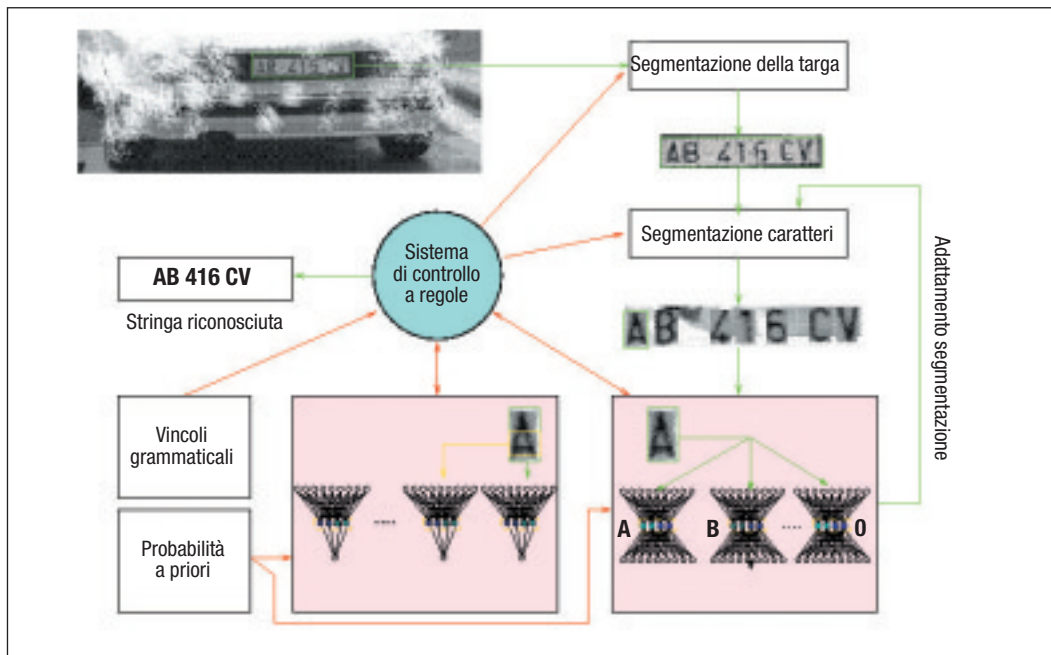 AB 416 CV
Segmentazione della targa
AB 416 CV
Segmentazione caratteri
Adattamento segmentazione
Sistema
di controllo
a regole
AB 416 CV
Stringa riconosciuta
AB 416 CV
Vincoli
grammaticali
Probabilità
a priori
A
....
A
A
B
....
0